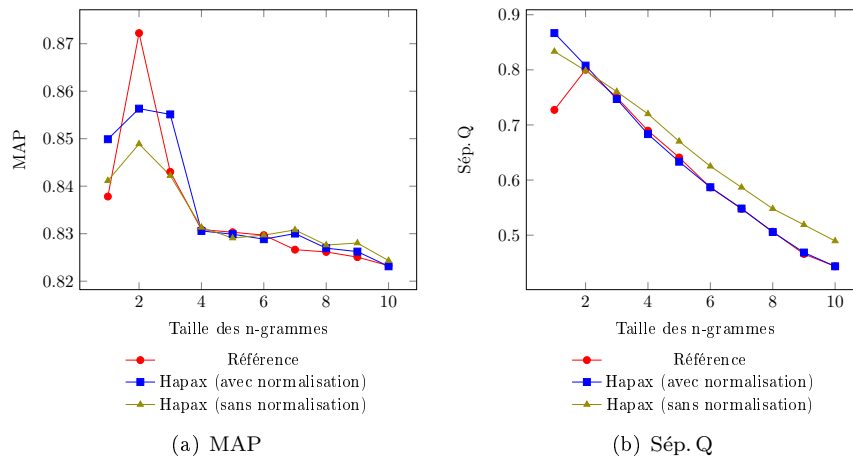 MAP
0.87
0.86
0.85
0.84
0.83
0.82
2 4 6 8 10
Taille des n-grammes
Référence
Hapax (avec normalisation)
Hapax (sans normalisation)
(a) MAP
Sép. Q
0.9
0.8
0.7
0.6
0.5
2 4 6 8 10
Taille des n-grammes
Référence
Hapax (avec normalisation)
Hapax (sans normalisation)
(b) Sép. Q